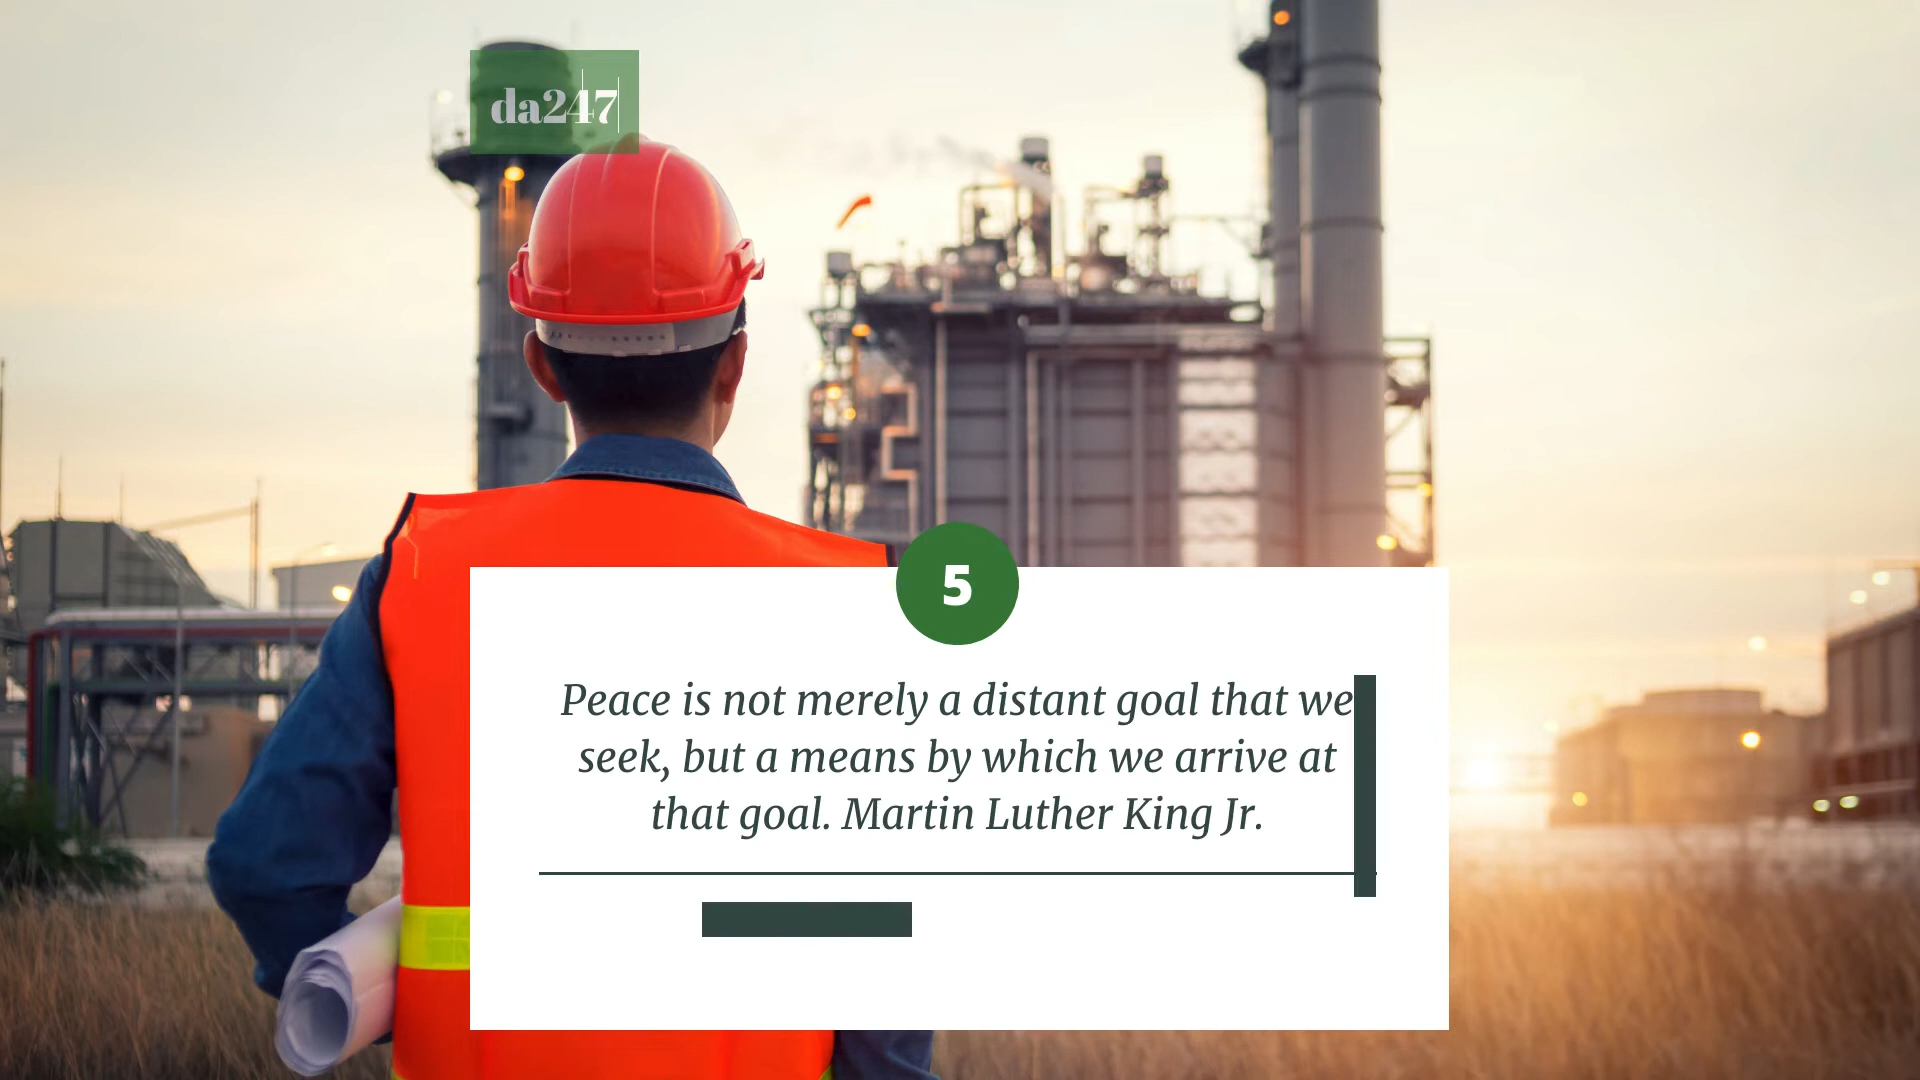 da247
5
Peace is not merely a distant goal that we
seek, but a means by which we arrive at
that goal. Martin Luther King Jr.